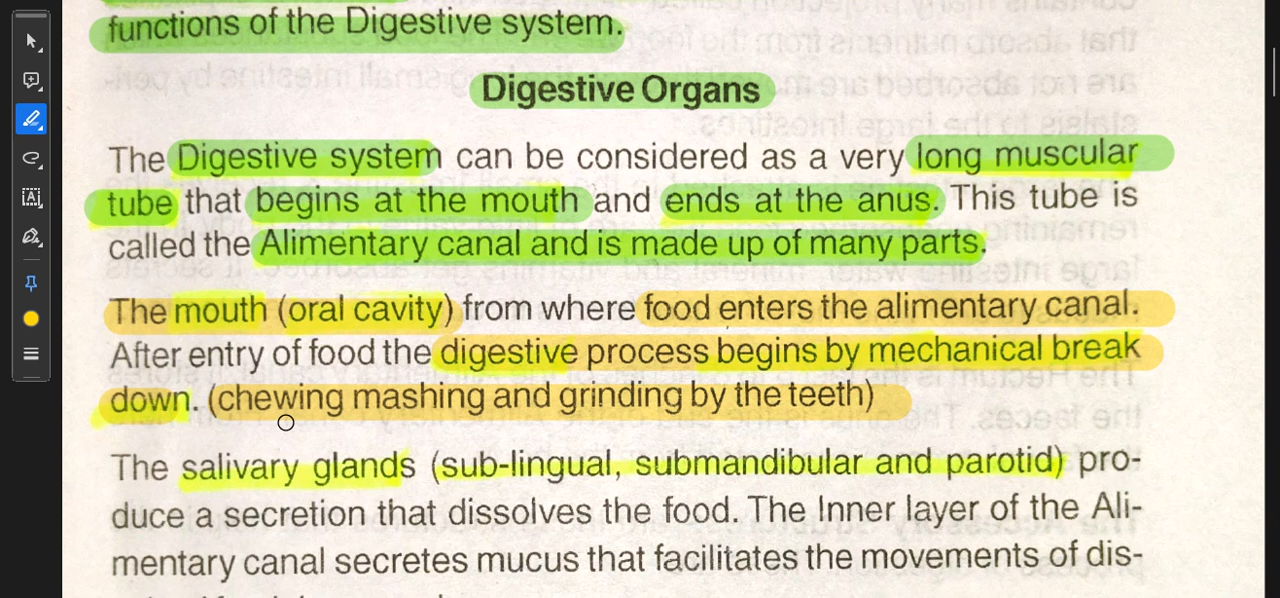 functions of the Digestive system.
Digestive Organs
The Digestive system can be considered as a very long muscular
tube that begins at the mouth and ends at the anus. This tube is
called the Alimentary canal and is made up of many parts.
The mouth (oral cavity) from where food enters the alimentary canal.
After entry of food the digestive process begins by mechanical break
down. (chewing mashing and grinding by the teeth)
The salivary glands (sub-lingual, submandibular and parotid) pro-
duce a secretion that dissolves the food. The Inner layer of the Ali-
mentary canal secretes mucus that facilitates the movements of dis-